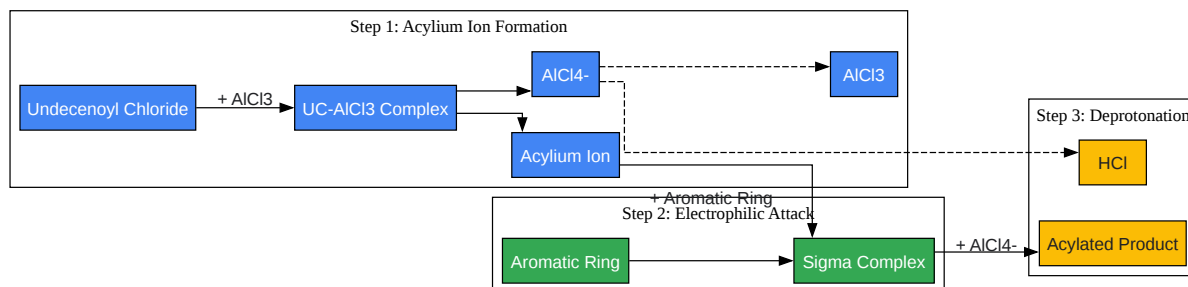 Step 1: Acylium Ion Formation
AlCl4-
AlCl3
Undecenoyl Chloride
+ AlCl3
UC-AlCl3 Complex
Acylium Ion
Step 3: Deprotonation
HCl
+ Aromatic Ring
Step 2: Electrophilic Attack
Aromatic Ring
Sigma Complex
+ AlCl4-
Acylated Product